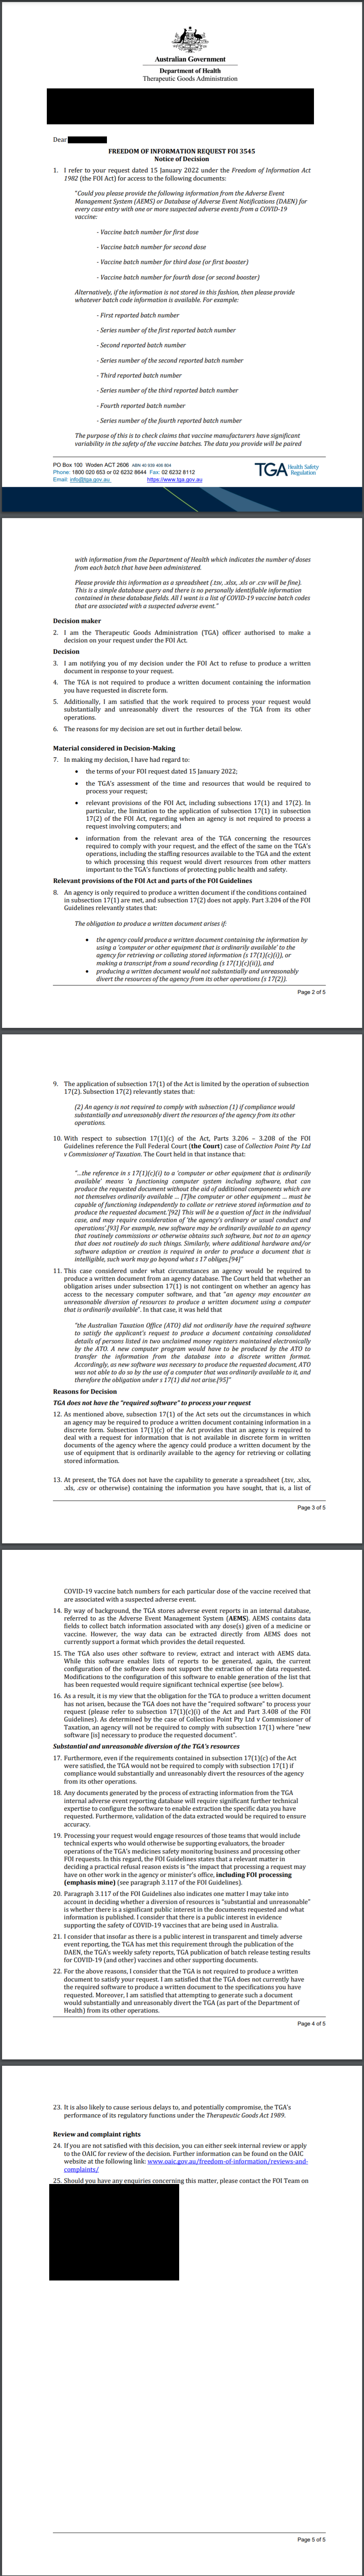 Australian Government
Department of Health
Therapeutic Goods Administration
Dear
FREEDOM OF INFORMATION REQUEST FOI 3545
Notice of Decision
1. I refer to your request dated 15 January 2022 under the Freedom of Information Act
1982 (the FOI Act) for access to the following documents:
"Could you please provide the following information from the Adverse Event
Management System (AEMS) or Database of Adverse Event Notifications (DAEN) for
every case entry with one or more suspected adverse events from a COVID-19
vaccine:
- Vaccine batch number for first dose
- Vaccine batch number for second dose
- Vaccine batch number for third dose (or first booster)
- Vaccine batch number for fourth dose (or second booster)
Alternatively, if the information is not stored in this fashion, then please provide
whatever batch code information is available. For example:
- First reported batch number
- Series number of the first reported batch number
- Second reported batch number
- Series number of the second reported batch number
- Third reported batch number
- Series number of the third reported batch number
- Fourth reported batch number
- Series number of the fourth reported batch number
The purpose of this is to check claims that vaccine manufacturers have significant
variability in the safety of the vaccine batches. The data you provide will be paired
PO Box 100 Woden ACT 2606 ABN 40 939 406 804
Phone: 1800 020 653 or 02 6232 8644 Fax: 02 6232 8112
Email: info@tga.gov.au https://www.tga.gov.au
TGA Health Safety
Regulation
with information from the Department of Health which indicates the number of doses
from each batch that have been administered.
Please provide this information as a spreadsheet (.tsv, .xlsx, .xls or .csv will be fine).
This is a simple database query and there is no personally identifiable information
contained in these database fields. All I want is a list of COVID-19 vaccine batch codes
that are associated with a suspected adverse event."
Decision maker
2. I am the Therapeutic Goods Administration (TGA) officer authorised to make a
decision on your request under the FOI Act.
Decision
3. I am notifying you of my decision under the FOI Act to refuse to produce a written
document in response to your request.
4. The TGA is not required to produce a written document containing the information
you have requested in discrete form.
5. Additionally, I am satisfied that the work required to process your request would
substantially and unreasonably divert the resources of the TGA from its other
operations.
6. The reasons for my decision are set out in further detail below.
Material considered in Decision-Making
7. In making my decision, I have had regard to:
• the terms of your FOI request dated 15 January 2022;
• the TGA's assessment of the time and resources that would be required to
process your request;
• relevant provisions of the FOI Act, including subsections 17(1) and 17(2). In
particular, the limitation to the application of subsection 17(1) in subsection
17(2) of the FOI Act, regarding when an agency is not required to process a
request involving computers; and
• information from the relevant area of the TGA concerning the resources
required to comply with your request, and the effect of the same on the TGA's
operations, including the staffing resources available to the TGA and the extent
to which processing this request would divert resources from other matters
important to the TGA's functions of protecting public health and safety.
Relevant provisions of the FOI Act and parts of the FOI Guidelines
8. An agency is only required to produce a written document if the conditions contained
in subsection 17(1) are met, and subsection 17(2) does not apply. Part 3.204 of the FOI
Guidelines relevantly states that:
The obligation to produce a written document arises if:
• the agency could produce a written document containing the information by
using a 'computer or other equipment that is ordinarily available' to the
agency for retrieving or collating stored information (s 17(1)(c)(i)), or
making a transcript from a sound recording (s 17(1)(c)(ii)), and
• producing a written document would not substantially and unreasonably
divert the resources of the agency from its other operations (s 17(2)).
Page 2 of 5
9. The application of subsection 17(1) of the Act is limited by the operation of subsection
17(2). Subsection 17(2) relevantly states that:
(2) An agency is not required to comply with subsection (1) if compliance would
substantially and unreasonably divert the resources of the agency from its other
operations.
10. With respect to subsection 17(1)(c) of the Act, Parts 3.206 – 3.208 of the FOI
Guidelines reference the Full Federal Court (the Court) case of Collection Point Pty Ltd
v Commissioner of Taxation. The Court held in that instance that:
"...the reference in s 17(1)(c)(i) to a 'computer or other equipment that is ordinarily
available' means 'a functioning computer system including software, that can
produce the requested document without the aid of additional components which are
not themselves ordinarily available ... [T]he computer or other equipment ... must be
capable of functioning independently to collate or retrieve stored information and to
produce the requested document.'[92] This will be a question of fact in the individual
case, and may require consideration of 'the agency's ordinary or usual conduct and
operations'.[93] For example, new software may be ordinarily available to an agency
that routinely commissions or otherwise obtains such software, but not to an agency
that does not routinely do such things. Similarly, where additional hardware and/or
software adaption or creation is required in order to produce a document that is
intelligible, such work may go beyond what s 17 obliges.[94]"
11. This case considered under what circumstances an agency would be required to
produce a written document from an agency database. The Court held that whether an
obligation arises under subsection 17(1) is not contingent on whether an agency has
access to the necessary computer software, and that "an agency may encounter an
unreasonable diversion of resources to produce a written document using a computer
that is ordinarily available". In that case, it was held that
"the Australian Taxation Office (ATO) did not ordinarily have the required software
to satisfy the applicant's request to produce a document containing consolidated
details of persons listed in two unclaimed money registers maintained electronically
by the ATO. A new computer program would have to be produced by the ATO to
transfer the information from the database into a discrete written format.
Accordingly, as new software was necessary to produce the requested document, ATO
was not able to do so by the use of a computer that was ordinarily available to it, and
therefore the obligation under s 17(1) did not arise.[95]"
Reasons for Decision
TGA does not have the "required software" to process your request
12. As mentioned above, subsection 17(1) of the Act sets out the circumstances in which
an agency may be required to produce a written document containing information in a
discrete form. Subsection 17(1)(c) of the Act provides that an agency is required to
deal with a request for information that is not available in discrete form in written
documents of the agency where the agency could produce a written document by the
use of equipment that is ordinarily available to the agency for retrieving or collating
stored information.
13. At present, the TGA does not have the capability to generate a spreadsheet (.tsv, .xlsx,
.xls, .csv or otherwise) containing the information you have sought, that is, a list of
Page 3 of 5
COVID-19 vaccine batch numbers for each particular dose of the vaccine received that
are associated with a suspected adverse event.
14. By way of background, the TGA stores adverse event reports in an internal database,
referred to as the Adverse Event Management System (AEMS). AEMS contains data
fields to collect batch information associated with any dose(s) given of a medicine or
vaccine. However, the way data can be extracted directly from AEMS does not
currently support a format which provides the detail requested.
15. The TGA also uses other software to review, extract and interact with AEMS data.
While this software enables lists of reports to be generated, again, the current
configuration of the software does not support the extraction of the data requested.
Modifications to the configuration of this software to enable generation of the list that
has been requested would require significant technical expertise (see below).
16. As a result, it is my view that the obligation for the TGA to produce a written document
has not arisen, because the TGA does not have the "required software" to process your
request (please refer to subsection 17(1)(c)(i) of the Act and Part 3.408 of the FOI
Guidelines). As determined by the case of Collection Point Pty Ltd v Commissioner of
Taxation, an agency will not be required to comply with subsection 17(1) where "new
software [is] necessary to produce the requested document".
Substantial and unreasonable diversion of the TGA's resources
17. Furthermore, even if the requirements contained in subsection 17(1)(c) of the Act
were satisfied, the TGA would not be required to comply with subsection 17(1) if
compliance would substantially and unreasonably divert the resources of the agency
from its other operations.
18. Any documents generated by the process of extracting information from the TGA
internal adverse event reporting database will require significant further technical
expertise to configure the software to enable extraction the specific data you have
requested. Furthermore, validation of the data extracted would be required to ensure
accuracy.
19. Processing your request would engage resources of those teams that would include
technical experts who would otherwise be supporting the COVID-19, the broader
operations of the TGA's medicines safety monitoring business and processing other
FOI requests. In this regard, the FOI Guidelines states that a relevant matter in
deciding a practical refusal reason exists is "the impact that processing a request may
have on other work in the agency or minister's office, including FOI processing
(emphasis mine) (see paragraph 3.117 of the FOI Guidelines).
20. Paragraph 3.117 of the FOI Guidelines also indicates one matter I may take into
account in deciding whether a diversion of resources is "substantial and unreasonable"
is whether there is a significant public interest in the documents requested and what
information is published. I consider that there is a public interest in evidence
supporting the safety of COVID-19 vaccines that are being used in Australia.
21. I consider that insofar as there is a public interest in transparent and timely adverse
event reporting, the TGA has met this requirement through the publication of the
DAEN, the TGA's weekly safety reports, TGA publication of batch release testing results
for COVID-19 (and other) vaccines and other supporting documents.
22. For the above reasons, I consider that the TGA is not required to produce a written
document to satisfy your request. I am satisfied that the TGA does not currently have
the required software to produce a written document to the specifications you have
requested. Moreover, I am satisfied that attempting to generate such a document
would substantially and unreasonably divert the TGA (as part of the Department of
Health) from its other operations.
Page 4 of 5
23. It is also likely to cause serious delays to, and potentially compromise, the TGA's
performance of its regulatory functions under the Therapeutic Goods Act 1989.
Review and complaint rights
24. If you are not satisfied with this decision, you can either seek internal review or apply
to the OAIC for review of the decision. Further information can be found on the OAIC
website at the following link: www.oaic.gov.au/freedom-of-information/reviews-and-
complaints/
25. Should you have any enquiries concerning this matter, please contact the FOI Team on
Page 5 of 5